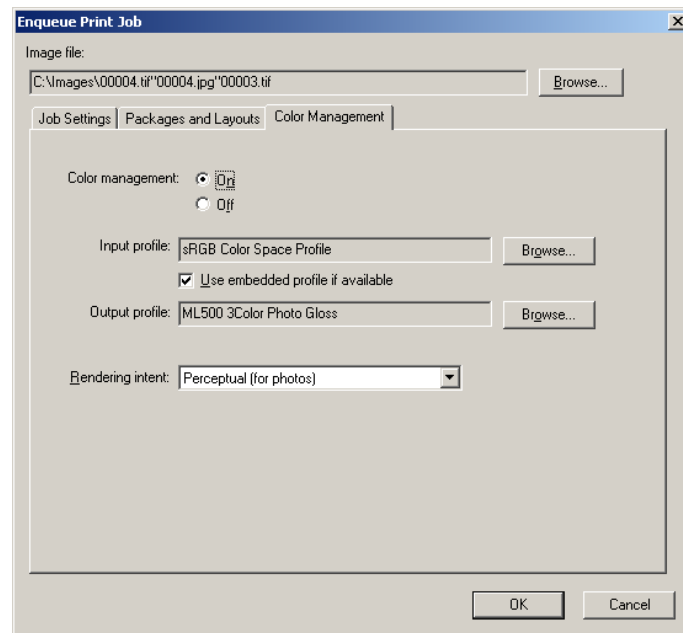 Enqueue Print Job
Image file:
C:\Images\00004.tif"00004.jpg"00003.tif
Browse...
Job Settings
Packages and Layouts
Color Management
Color management:
On
Off
Input profile:
sRGB Color Space Profile
Browse...
Use embedded profile if available
Output profile:
ML500 3Color Photo Gloss
Browse...
Rendering intent:
Perceptual (for photos)
OK
Cancel